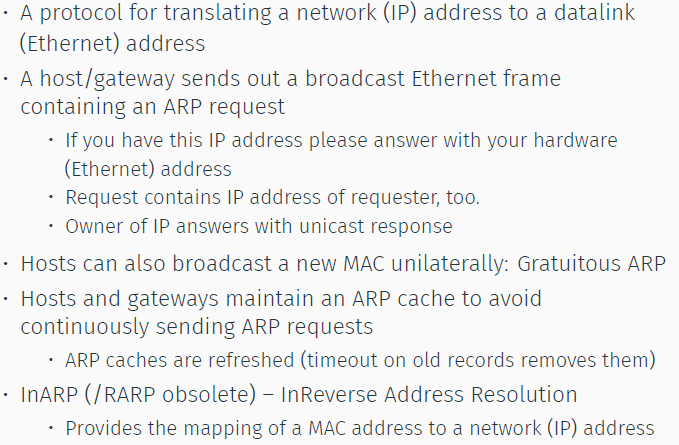 • A protocol for translating a network (IP) address to a datalink
(Ethernet) address
• A host/gateway sends out a broadcast Ethernet frame
containing an ARP request
• If you have this IP address please answer with your hardware
(Ethernet) address
• Request contains IP address of requester, too.
• Owner of IP answers with unicast response
• Hosts can also broadcast a new MAC unilaterally: Gratuitous ARP
• Hosts and gateways maintain an ARP cache to avoid
continuously sending ARP requests
• ARP caches are refreshed (timeout on old records removes them)
• InARP (/RARP obsolete) – InReverse Address Resolution
• Provides the mapping of a MAC address to a network (IP) address